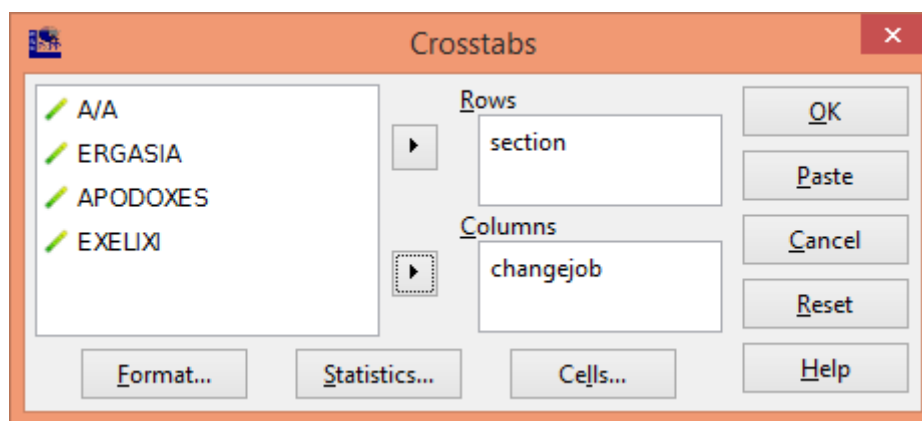 Crosstabs
A/A
ERGASIA
APODOXES
EXELIXI
Rows
section
Columns
changejob
OK
Paste
Cancel
Reset
Help
Format...
Statistics...
Cells...